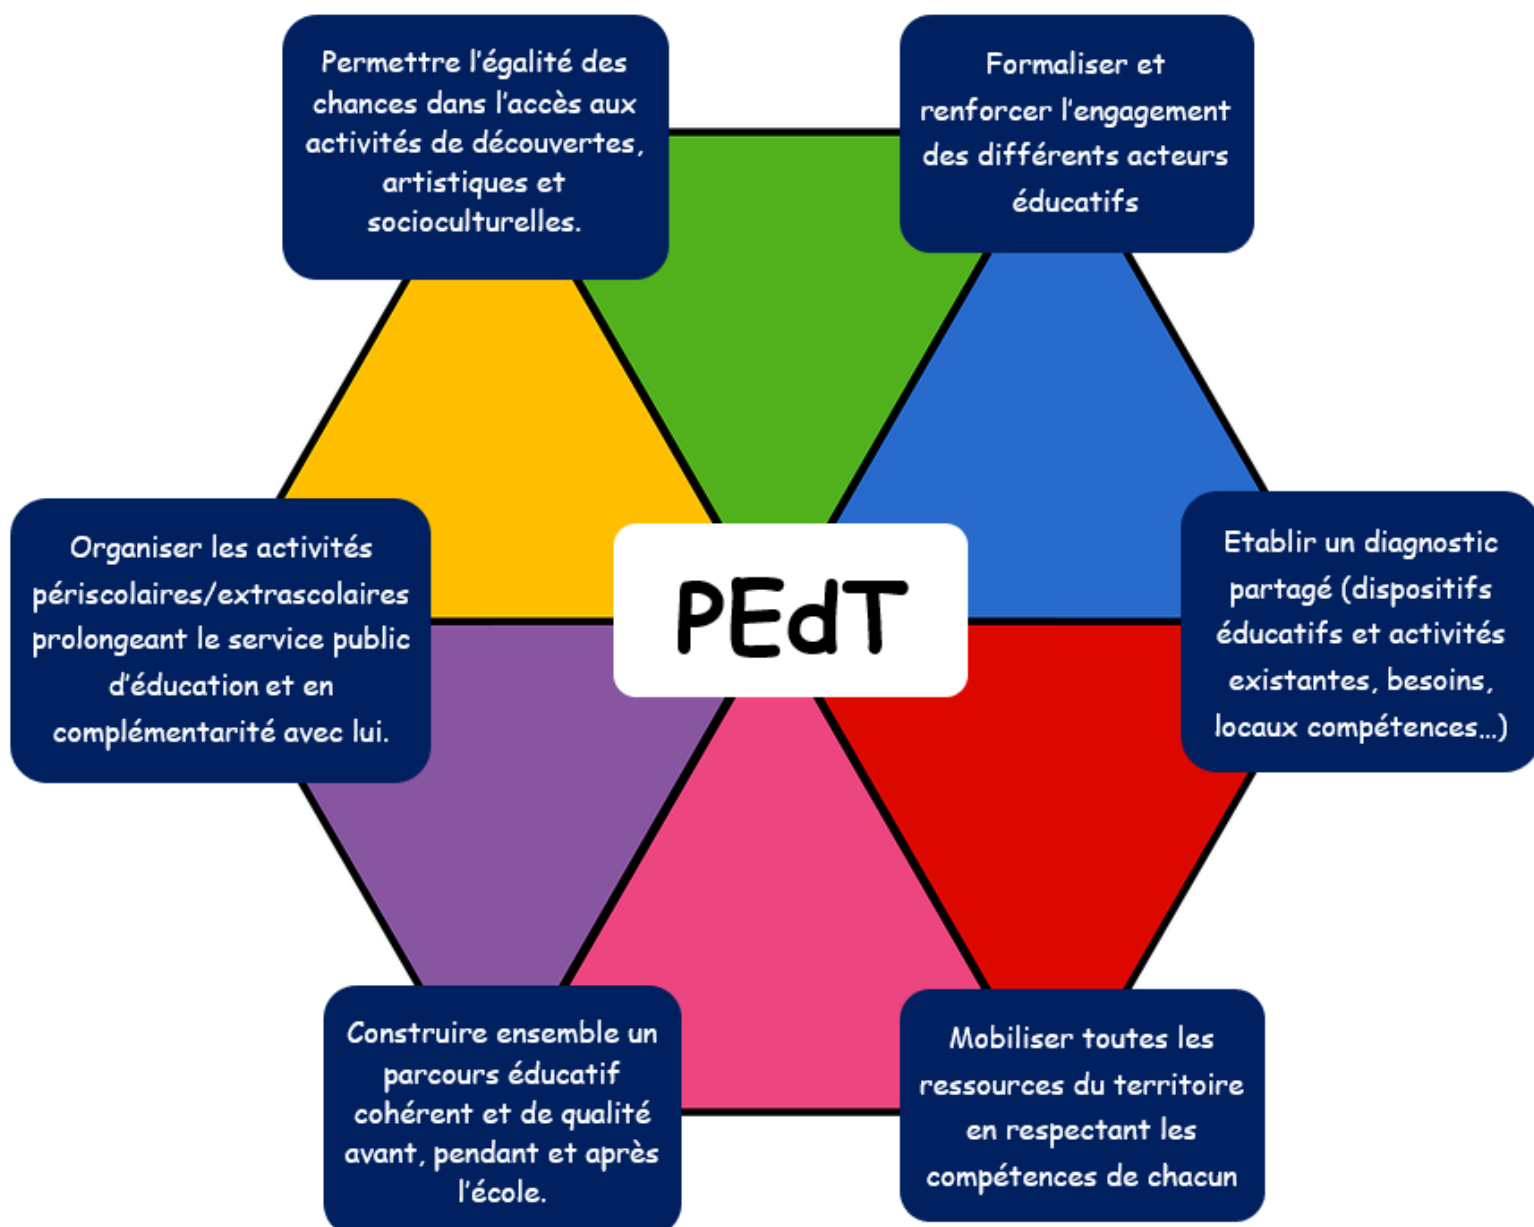 Permettre l'égalité des
chances dans l'accès aux
activités de découvertes,
artistiques et
socioculturelles.
Formaliser et
renforcer l'engagement
des différents acteurs
éducatifs
Organiser les activités
périscolaires/extrascolaires
prolongeant le service public
d'éducation et en
complémentarité avec lui.
PEdT
Etablir un diagnostic
partagé (dispositifs
éducatifs et activités
existantes, besoins,
locaux compétences...)
Construire ensemble un
parcours éducatif
cohérent et de qualité
avant, pendant et après
l'école.
Mobiliser toutes les
ressources du territoire
en respectant les
compétences de chacun